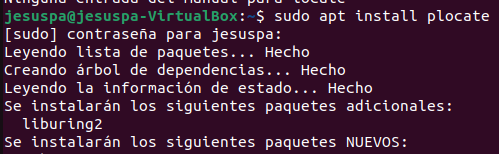 Ninguna entrada del manual para locate
jesuspa@jesuspa-VirtualBox:~$ sudo apt install plocate
[sudo] contraseña para jesuspa:
Leyendo lista de paquetes... Hecho
Creando árbol de dependencias... Hecho
Leyendo la información de estado... Hecho
Se instalarán los siguientes paquetes adicionales:
  liburing2
Se instalarán los siguientes paquetes NUEVOS: